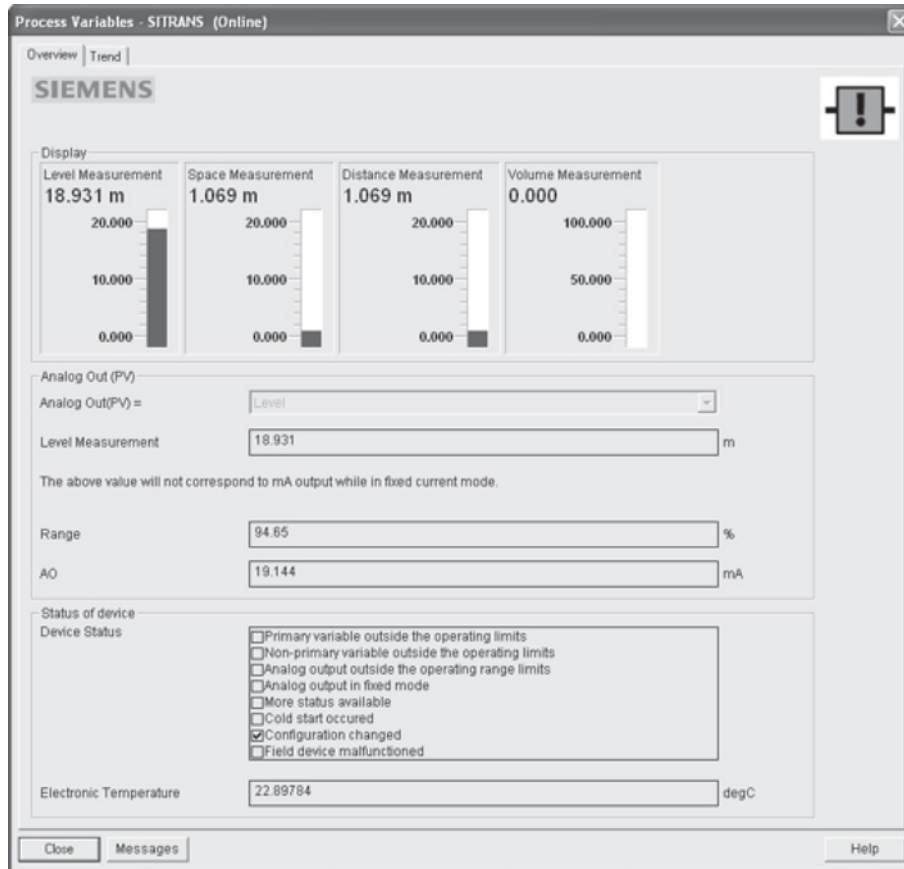 Process Variables - SITRANS (Online)
Overview
Trend
SIEMENS
Display
Level Measurement
18.931 m
20.000
10.000
0.000
Space Measurement
1.069 m
20.000
10.000
0.000
Distance Measurement
1.069 m
20.000
10.000
0.000
Volume Measurement
0.000
100.000
50.000
0.000
Analog Out (PV)
Analog Out(PV) = Level
Level Measurement 18.931 m
The above value will not correspond to mA output while in fixed current mode.
Range 94.65 %
AO 19.144 mA
Status of device
Device Status
Primary variable outside the operating limits
Non-primary variable outside the operating limits
Analog output outside the operating range limits
Analog output in fixed mode
More status available
Cold start occured
Configuration changed
Field device malfunctioned
Electronic Temperature 22.89784 degC
Close
Messages
Help